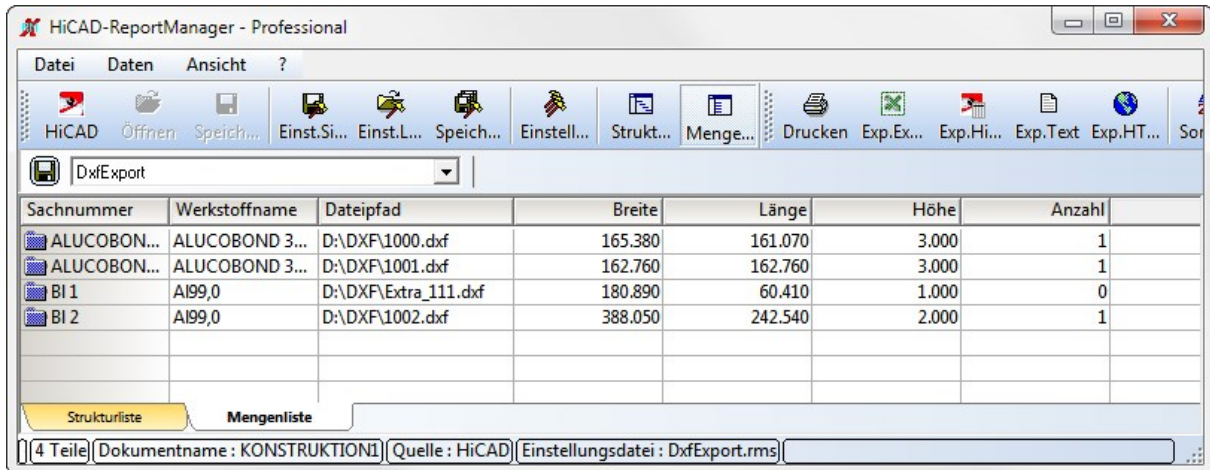 HiCAD-ReportManager - Professional
Datei Daten Ansicht ?
HiCAD Öffnen Speich... Einst.Si... Einst.L... Speich... Einstell... Strukt... Menge... Drucken Exp.Ex... Exp.Hi... Exp.Text Exp.HT... Sor
DxfExport
Sachnummer Werkstoffname Dateipfad Breite Länge Höhe Anzahl
ALUCOBON... ALUCOBOND 3... D:\DXF\1000.dxf 165.380 161.070 3.000 1
ALUCOBON... ALUCOBOND 3... D:\DXF\1001.dxf 162.760 162.760 3.000 1
BI 1 Al99,0 D:\DXF\Extra_111.dxf 180.890 60.410 1.000 0
BI 2 Al99,0 D:\DXF\1002.dxf 388.050 242.540 2.000 1
Strukturliste Mengenliste
4 Teile Dokumentname : KONSTRUKTION1 Quelle : HiCAD Einstellungsdatei : DxfExport.rms